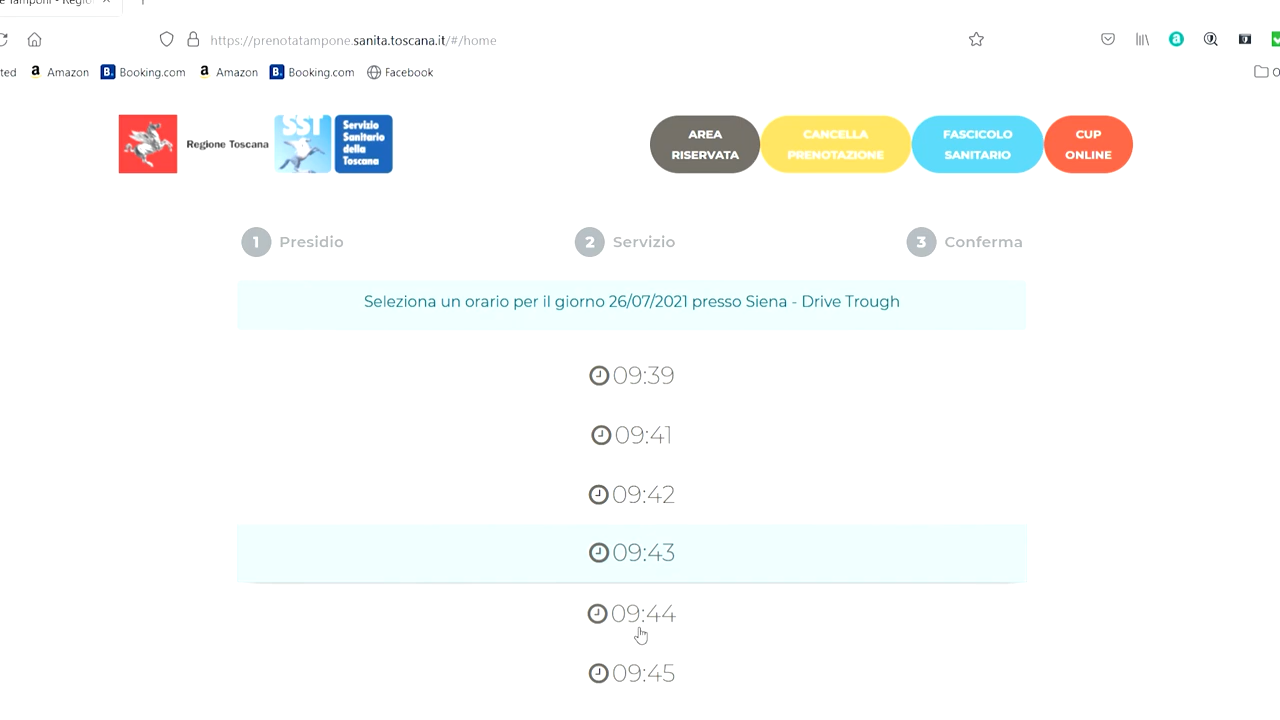 https://prenotatampone.sanita.toscana.it/#/home
ted Amazon Booking.com Amazon Booking.com Facebook
Regione Toscana
SST
Servizio
Sanitario
della
Toscana
AREA
RISERVATA
CANCELLA
PRENOTAZIONE
FASCICOLO
SANITARIO
CUP
ONLINE
1 Presidio 2 Servizio 3 Conferma
Seleziona un orario per il giorno 26/07/2021 presso Siena - Drive Trough
09:39
09:41
09:42
09:43
09:44
09:45